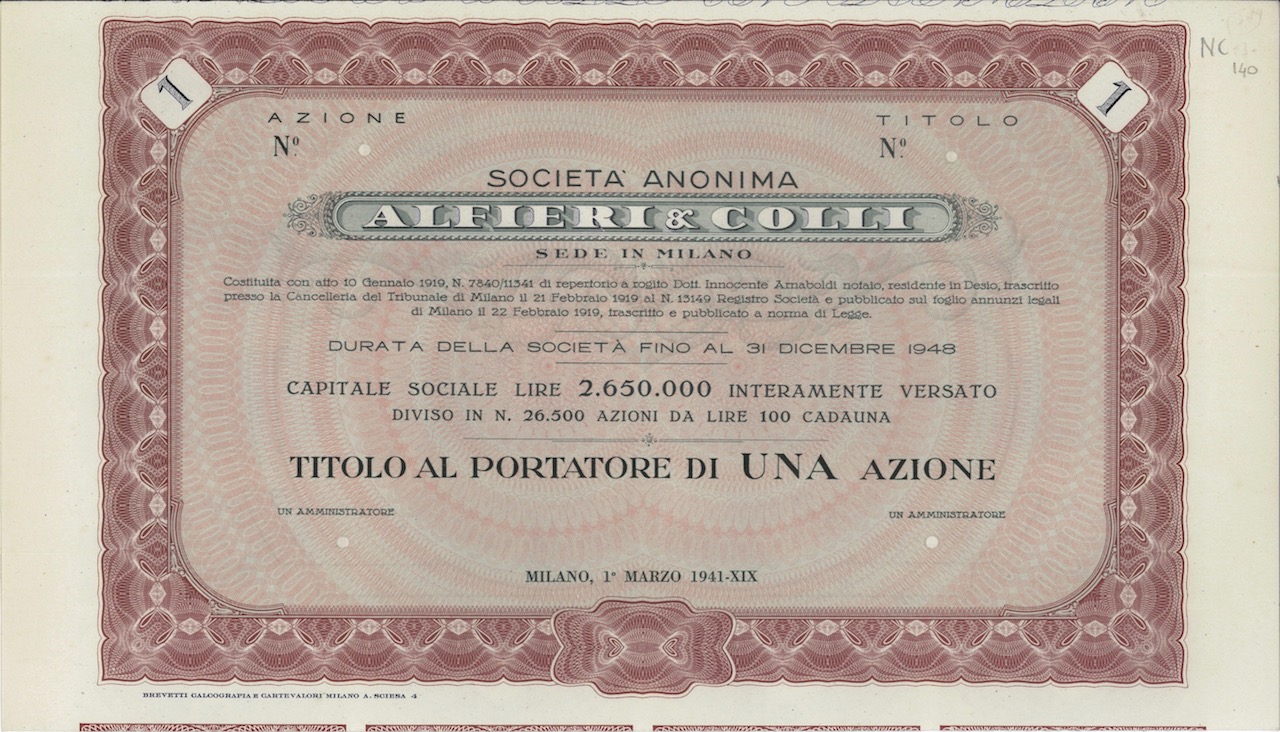 NC
140
1
1
AZIONE
Nº.
TITOLO
Nº.
SOCIETÀ ANONIMA
ALFIERI & COLLI
SEDE IN MILANO
Costituita con atto 10 Gennaio 1919, N. 7840/11341 di repertorio a rogito Dott. Innocente Arnaboldi notaio, residente in Desio, trascritto
presso la Cancelleria del Tribunale di Milano il 21 Febbraio 1919 al N. 13149 Registro Società e pubblicato sul foglio annunzi legali
di Milano il 22 Febbraio 1919, trascritto e pubblicato a norma di Legge.
DURATA DELLA SOCIETÀ FINO AL 31 DICEMBRE 1948
CAPITALE SOCIALE LIRE 2.650.000 INTERAMENTE VERSATO
DIVISO IN N. 26.500 AZIONI DA LIRE 100 CADAUNA
TITOLO AL PORTATORE DI UNA AZIONE
UN AMMINISTRATORE
UN AMMINISTRATORE
MILANO, 1º MARZO 1941-XIX
BREVETTI CALCOGRAFIA E CARTEVALORI MILANO A. SCIESA 4